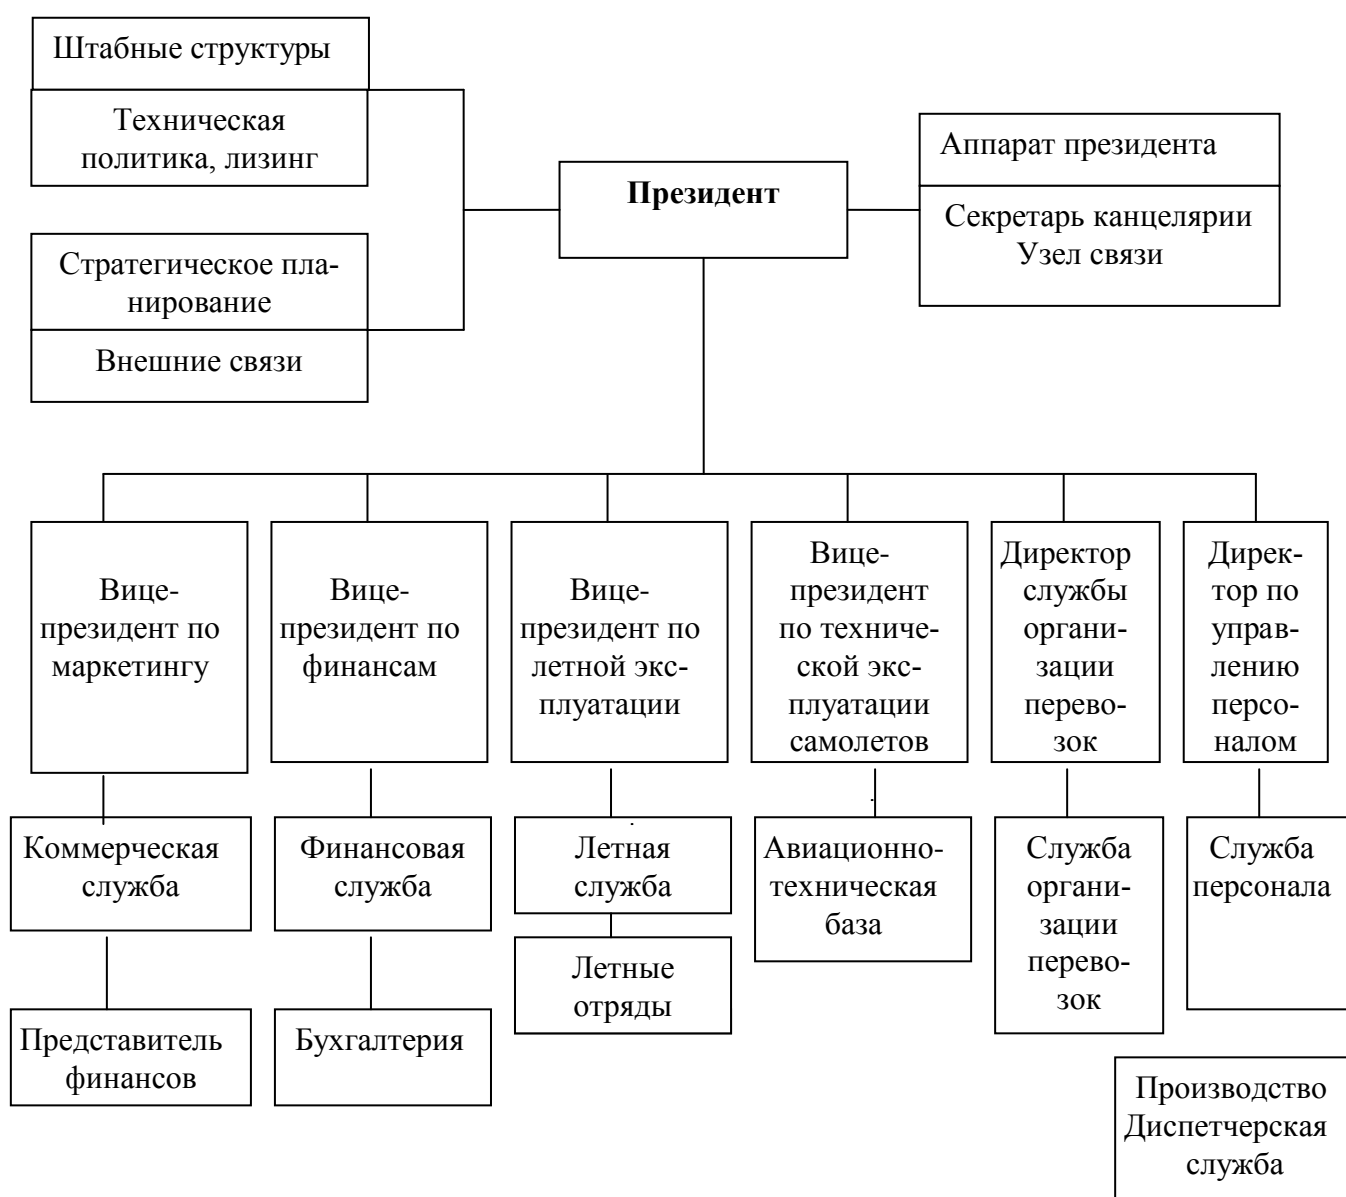 Штабные структуры
Техническая
политика, лизинг
Стратегическое пла-
нирование
Внешние связи
Президент
Аппарат президента
Секретарь канцелярии
Узел связи
Вице-
президент по
маркетингу
Вице-
президент по
финансам
Вице-
президент по
летной экс-
плуатации
Вице-
президент
по техниче-
ской экс-
плуатации
самолетов
Директор
службы
органи-
зации
перево-
зок
Дирек-
тор по
управ-
лению
персо-
налом
Коммерческая
служба
Финансовая
служба
Летная
служба
Авиационно-
техническая
база
Служба
органи-
зации
перево-
зок
Служба
персонала
Представитель
финансов
Бухгалтерия
Летные
отряды
Производство
Диспетчерская
служба